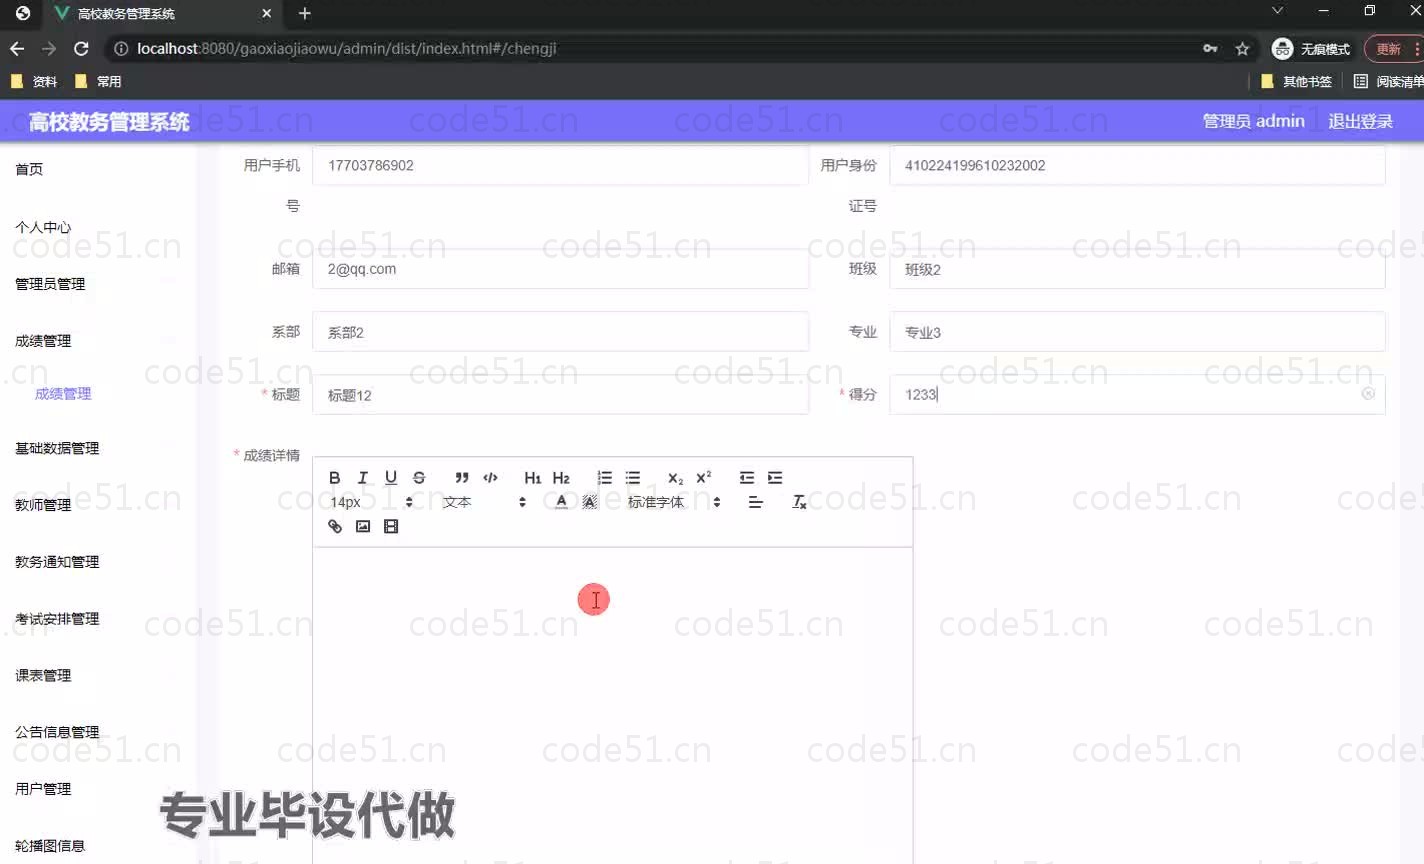 高校教务管理系统
localhost:8080/gaoxiaojiaowu/admin/dist/index.html#/chengji
无痕模式
更新
资料
常用
其他书签
阅读清单
高校教务管理系统
管理员 admin
退出登录
首页
个人中心
管理员管理
成绩管理
成绩管理
基础数据管理
教师管理
教务通知管理
考试安排管理
课表管理
公告信息管理
用户管理
轮播图信息
用户手机号
17703786902
用户身份证号
410224199610232002
邮箱
2@qq.com
班级
班级2
系部
系部2
专业
专业3
* 标题
标题12
* 得分
1233
* 成绩详情
B I U S H1 H2 X₂ X²
14px
文本
A A
标准字体
Tx
code51.cn
专业毕设代做